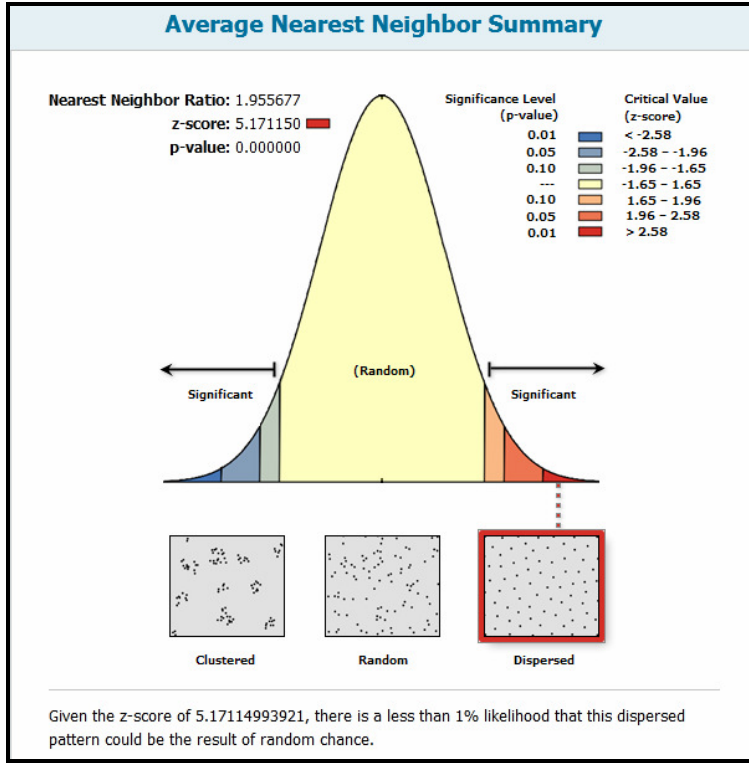 Average Nearest Neighbor Summary
Nearest Neighbor Ratio: 1.955677
z-score: 5.171150
p-value: 0.000000
Significance Level Critical Value
(p-value) (z-score)
0.01 < -2.58
0.05 -2.58 – -1.96
0.10 -1.96 – -1.65
--- -1.65 – 1.65
0.10 1.65 – 1.96
0.05 1.96 – 2.58
0.01 > 2.58
Significant (Random) Significant
Clustered Random Dispersed
Given the z-score of 5.17114993921, there is a less than 1% likelihood that this dispersed
pattern could be the result of random chance.